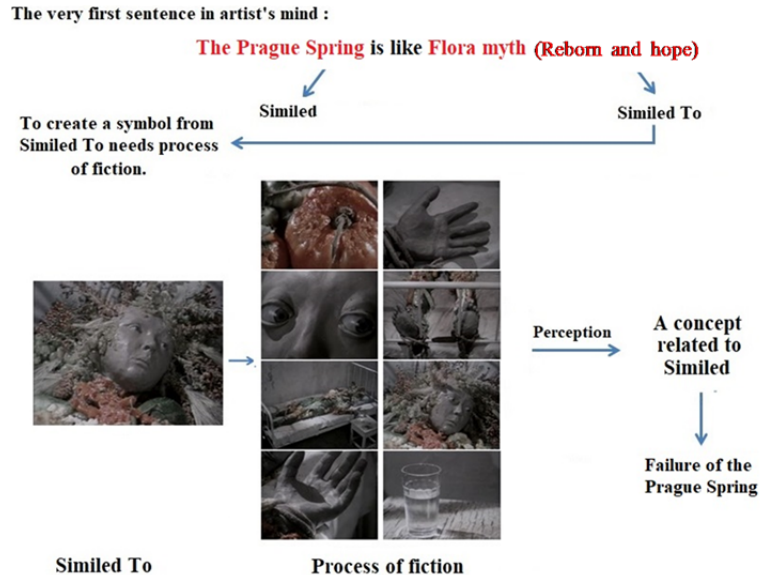 The very first sentence in artist's mind :
The Prague Spring is like Flora myth (Reborn and hope)
Similed
Similed To
To create a symbol from
Similed To needs process
of fiction.
Perception
A concept
related to
Similed
Failure of the
Prague Spring
Similed To
Process of fiction